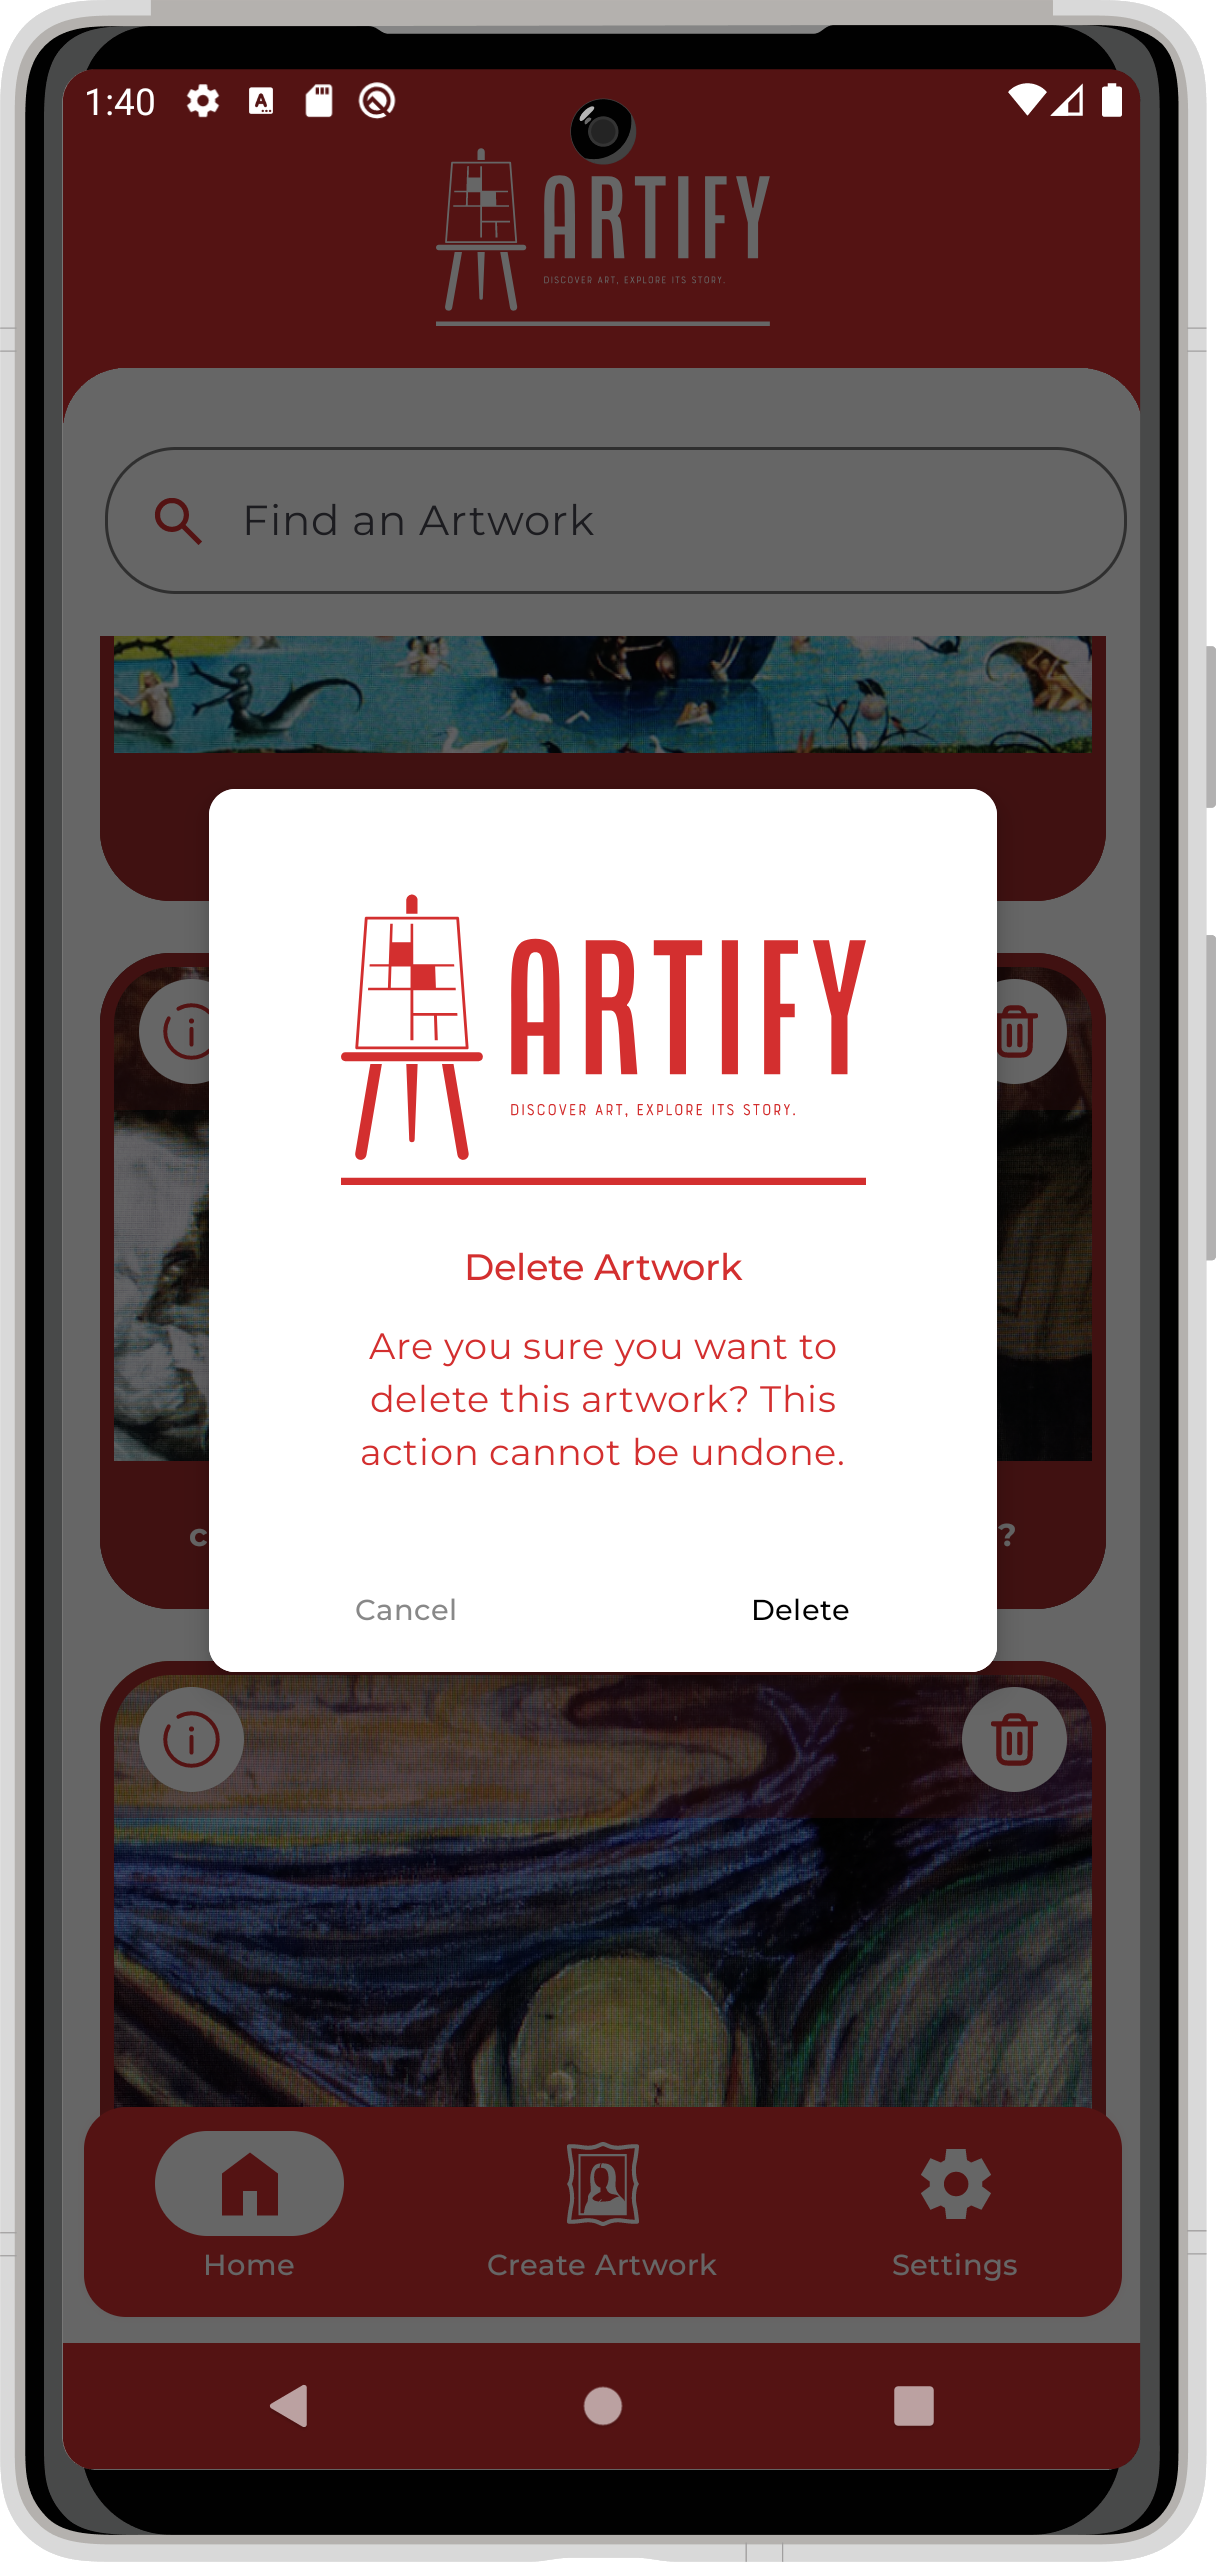 1:40
A
ARTIFY
DISCOVER ART, EXPLORE ITS STORY.
Find an Artwork
ARTIFY
DISCOVER ART, EXPLORE ITS STORY.
Delete Artwork
Are you sure you want to
delete this artwork? This
action cannot be undone.
c
?
Cancel
Delete
Home
Create Artwork
Settings